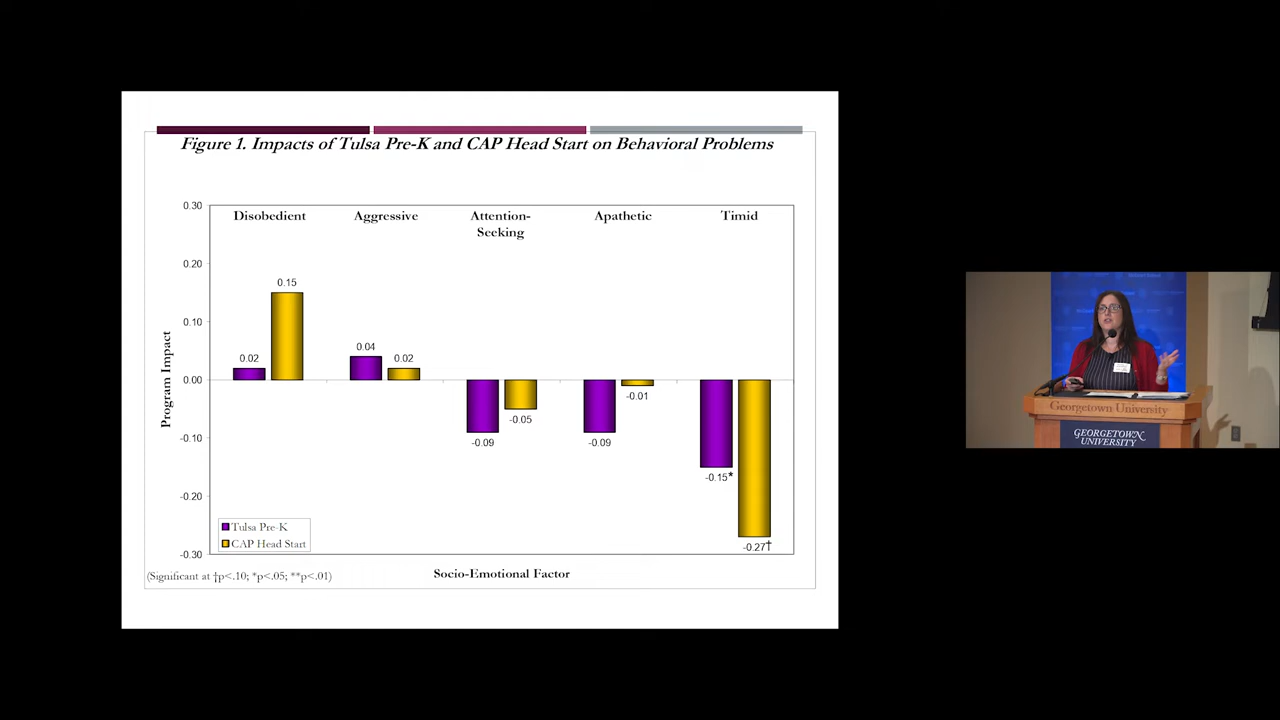 Figure 1. Impacts of Tulsa Pre-K and CAP Head Start on Behavioral Problems
0.30
0.20
0.10
0.00
-0.10
-0.20
-0.30
Program Impact
Disobedient
Aggressive
Attention-
Seeking
Apathetic
Timid
0.02
0.15
0.04
0.02
-0.09
-0.05
-0.09
-0.01
-0.15*
-0.27†
Tulsa Pre-K
CAP Head Start
(Significant at †p<.10; *p<.05; **p<.01)
Socio-Emotional Factor
Georgetown University
GEORGETOWN
UNIVERSITY